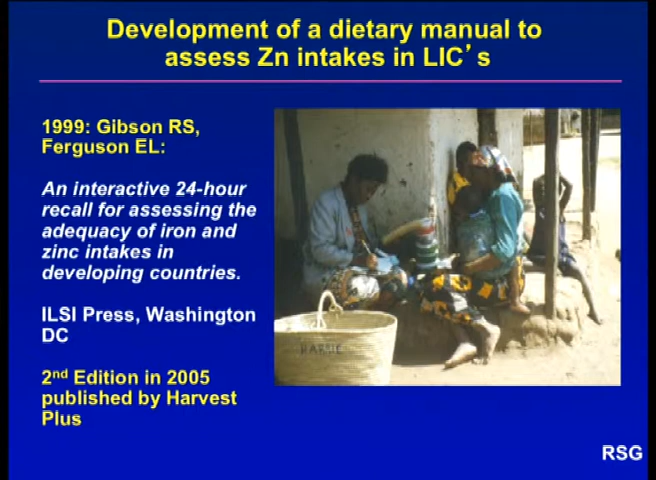 Development of a dietary manual to
assess Zn intakes in LIC’s
1999: Gibson RS,
Ferguson EL:
An interactive 24-hour
recall for assessing the
adequacy of iron and
zinc intakes in
developing countries.
ILSI Press, Washington
DC
2nd Edition in 2005
published by Harvest
Plus
RSG